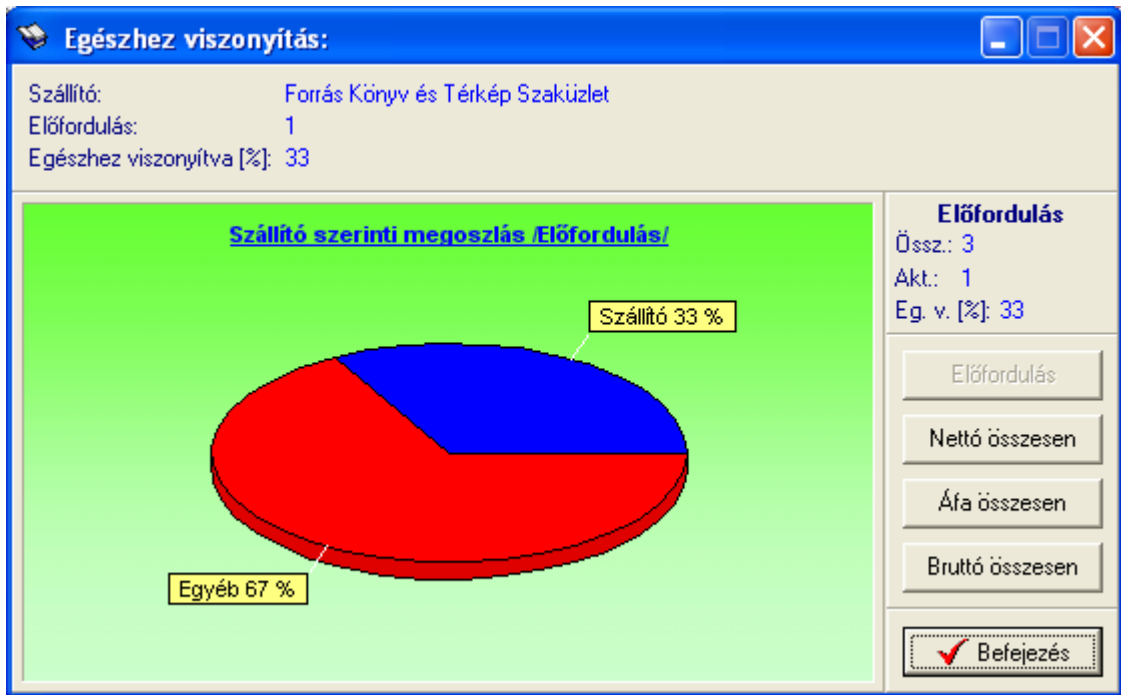 Egészhez viszonyítás:
Szállító: Forrás Könyv és Térkép Szaküzlet
Előfordulás: 1
Egészhez viszonyítva [%]: 33
Szállító szerinti megoszlás /Előfordulás/
Szállító 33 %
Egyéb 67 %
Előfordulás
Össz.: 3
Akt.: 1
Eg. v. [%]: 33
Előfordulás
Nettó összesen
Áfa összesen
Bruttó összesen
Befejezés